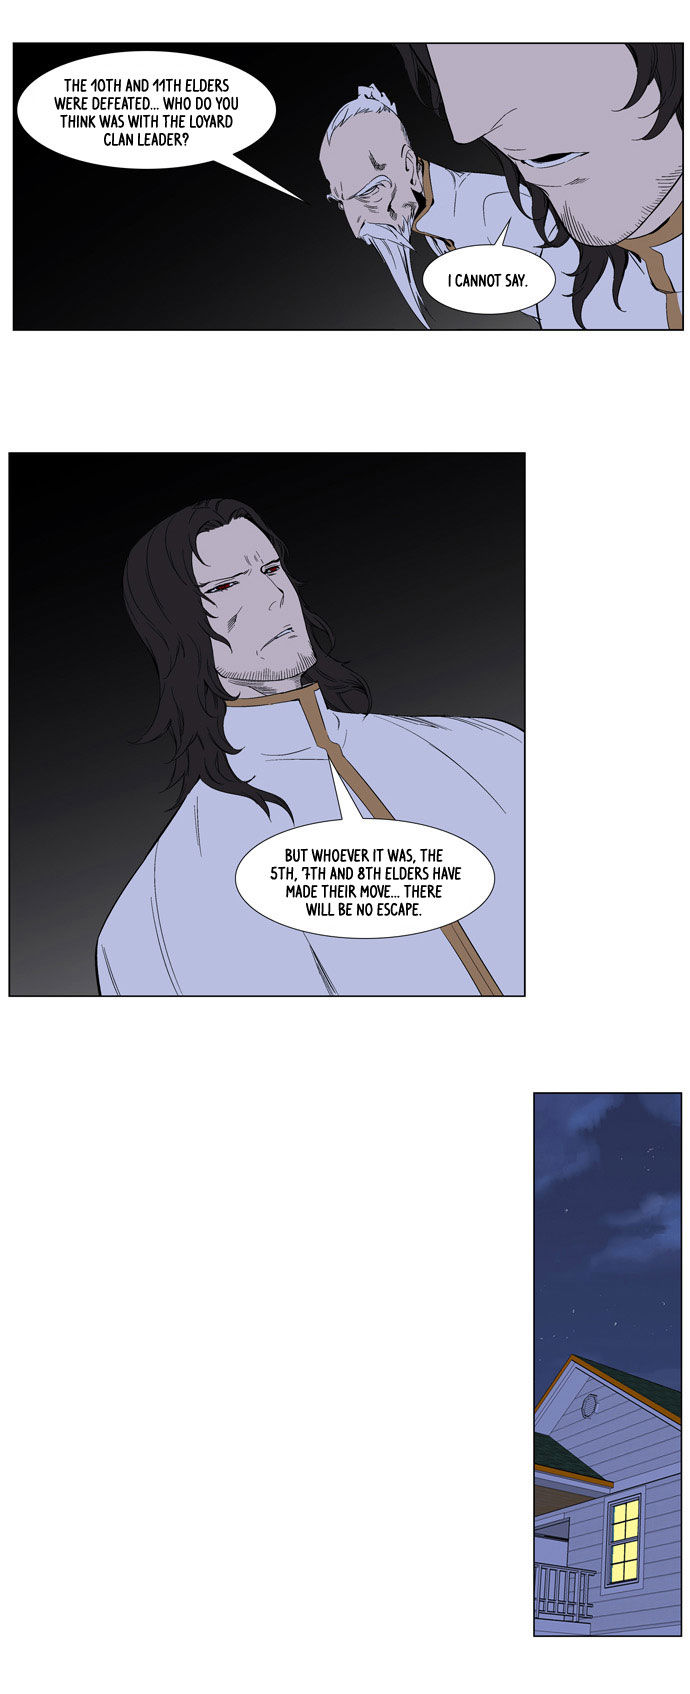 THE 10TH AND 11TH ELDERS
WERE DEFEATED... WHO DO YOU
THINK WAS WITH THE LOYARD
CLAN LEADER?
I CANNOT SAY.
BUT WHOEVER IT WAS, THE
5TH, 7TH AND 8TH ELDERS HAVE
MADE THEIR MOVE... THERE
WILL BE NO ESCAPE.